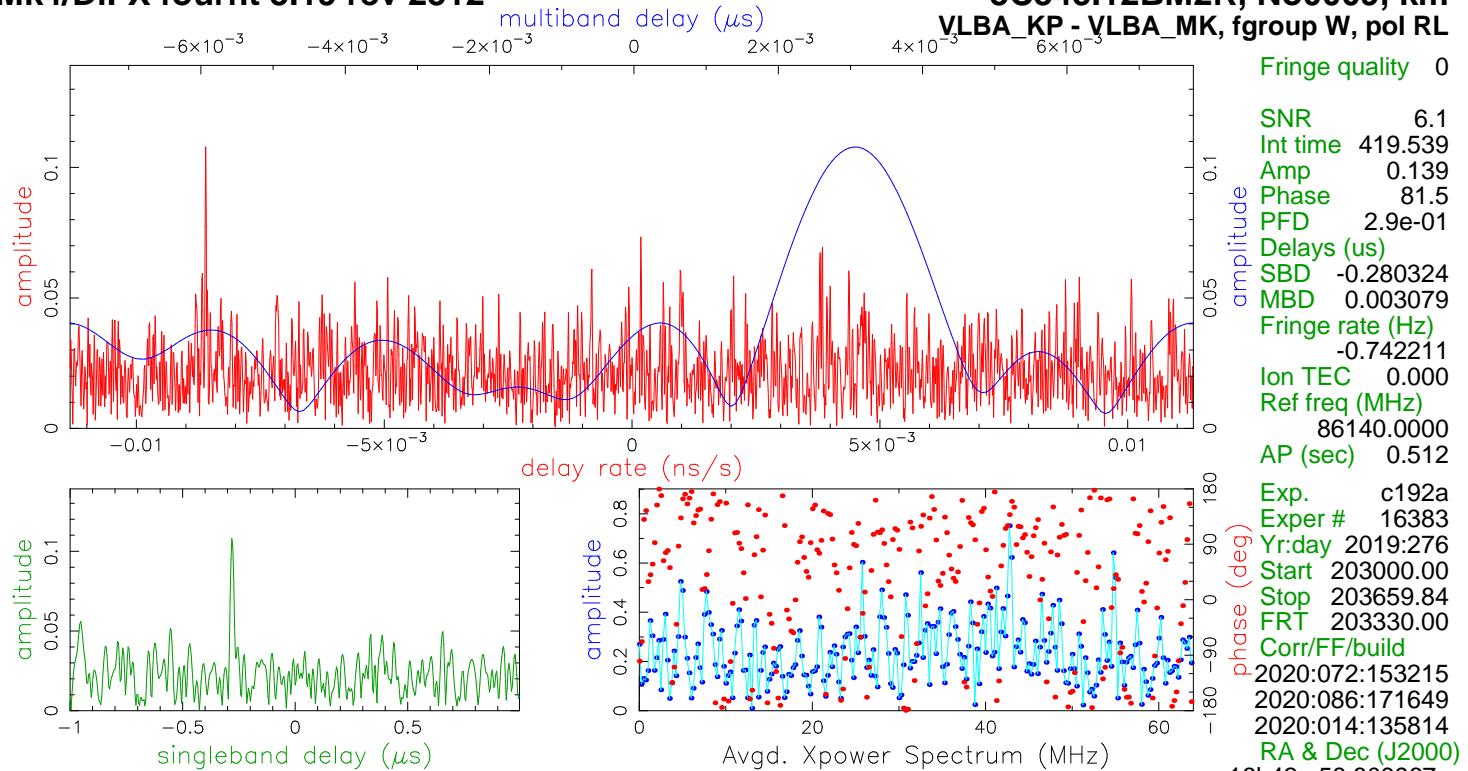 VLBA_KP - VLBA_MK, fgroup W, pol RL
multiband delay (μs)
−6×10⁻³ −4×10⁻³ −2×10⁻³ 0 2×10⁻³ 4×10⁻³ 6×10⁻³
amplitude
0 0.05 0.1
amplitude
0 0.05 0.1
−0.01 −5×10⁻³ 0 5×10⁻³ 0.01
delay rate (ns/s)
Fringe quality 0
SNR 6.1
Int time 419.539
Amp 0.139
Phase 81.5
PFD 2.9e-01
Delays (us)
SBD -0.280324
MBD 0.003079
Fringe rate (Hz)
-0.742211
Ion TEC 0.000
Ref freq (MHz)
86140.0000
AP (sec) 0.512
Exp. c192a
Exper # 16383
Yr:day 2019:276
Start 203000.00
Stop 203659.84
FRT 203330.00
Corr/FF/build
2020:072:153215
2020:086:171649
2020:014:135814
RA & Dec (J2000)
amplitude
0 0.05 0.1
−1 −0.5 0 0.5
singleband delay (μs)
amplitude
0 0.2 0.4 0.6 0.8
phase (deg)
−180 −90 0 90 180
0 20 40 60
Avgd. Xpower Spectrum (MHz)